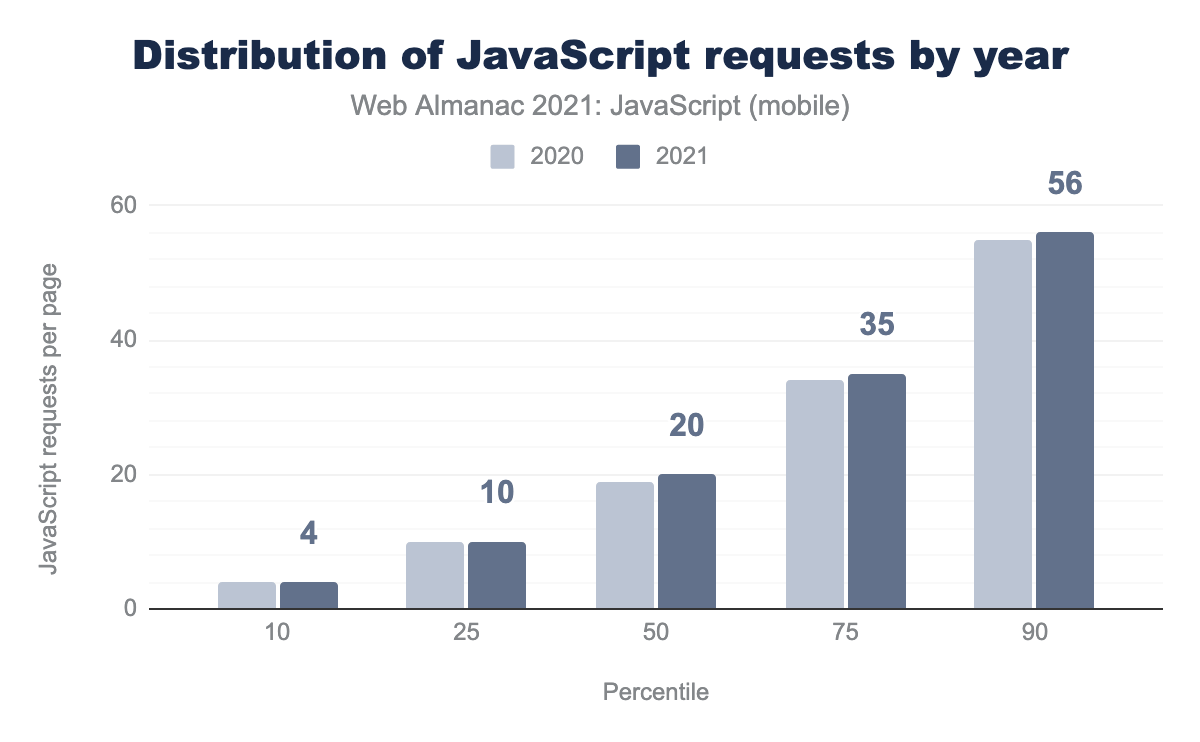 Distribution of JavaScript requests by year
Web Almanac 2021: JavaScript (mobile)
2020 2021
JavaScript requests per page
60
40
20
0
4
10
20
35
56
10 25 50 75 90
Percentile